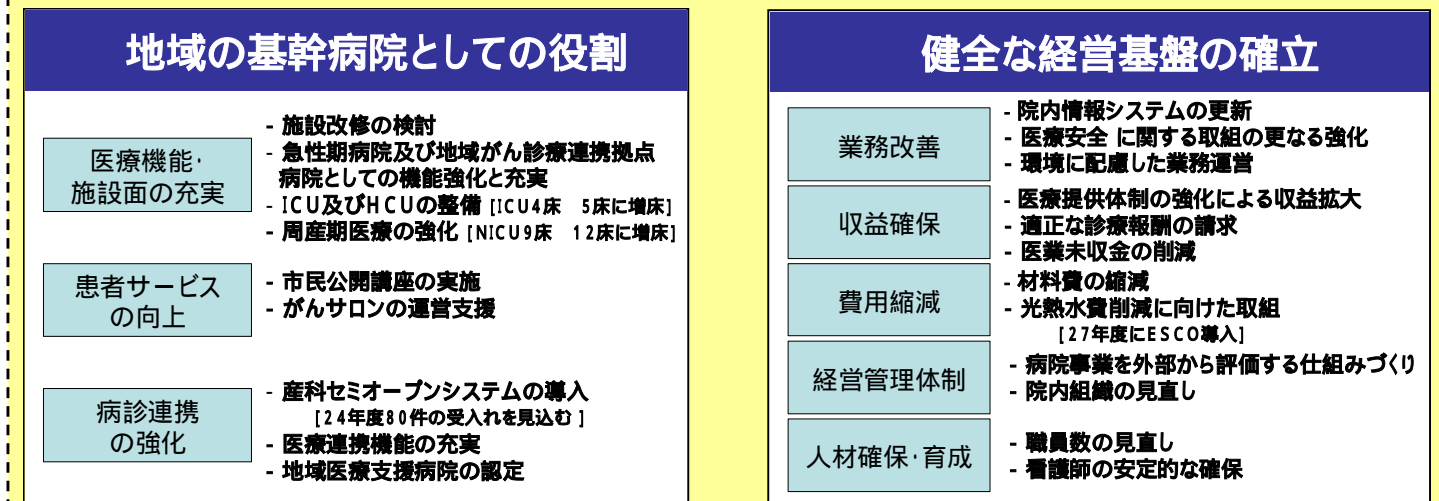 地域の基幹病院としての役割
医療機能・
施設面の充実
- 施設改修の検討
- 急性期病院及び地域がん診療連携拠点
病院としての機能強化と充実
- ICU及びHCUの整備 [ICU4床　5床に増床]
- 周産期医療の強化 [NICU9床　12床に増床]
患者サービス
の向上
- 市民公開講座の実施
- がんサロンの運営支援
病診連携
の強化
- 産科セミオープンシステムの導入
[24年度80件の受入れを見込む ]
- 医療連携機能の充実
- 地域医療支援病院の認定
健全な経営基盤の確立
業務改善
- 院内情報システムの更新
- 医療安全 に関する取組の更なる強化
- 環境に配慮した業務運営
収益確保
- 医療提供体制の強化による収益拡大
- 適正な診療報酬の請求
- 医業未収金の削減
費用縮減
- 材料費の縮減
- 光熱水費削減に向けた取組
[27年度にESCO導入]
経営管理体制
- 病院事業を外部から評価する仕組みづくり
- 院内組織の見直し
人材確保・育成
- 職員数の見直し
- 看護師の安定的な確保